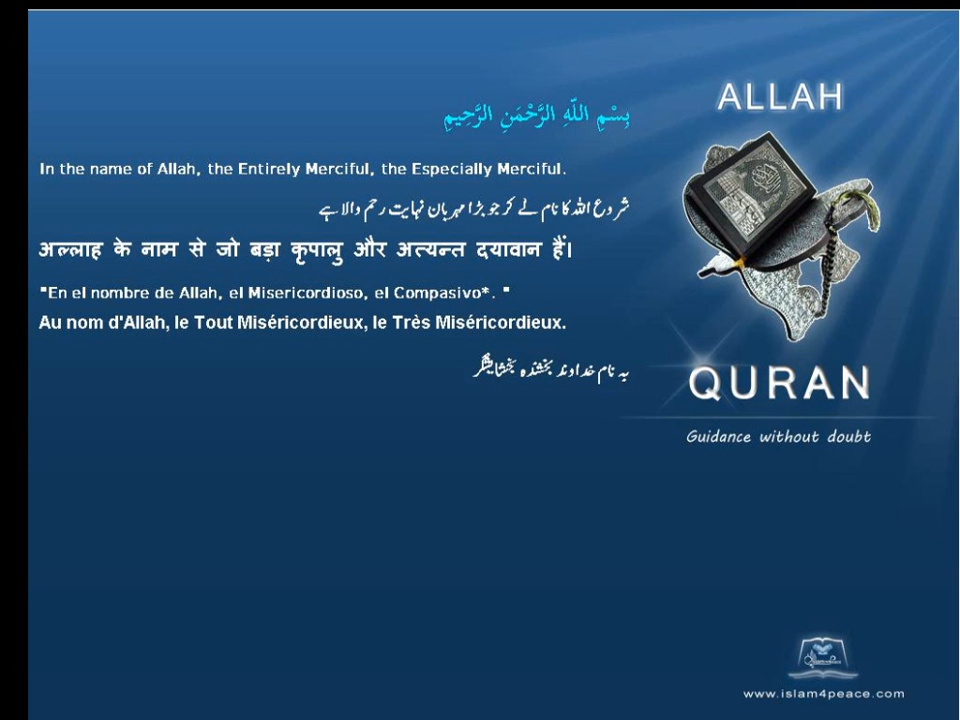 بِسْمِ اللَّهِ الرَّحْمَنِ الرَّحِيمِ
In the name of Allah, the Entirely Merciful, the Especially Merciful.
شروع اللہ کا نام لے کر جو بڑا مہربان نہایت رحم والا ہے
अल्लाह के नाम से जो बड़ा कृपालु और अत्यन्त दयावान हैं।
"En el nombre de Allah, el Misericordioso, el Compasivo*. "
Au nom d'Allah, le Tout Miséricordieux, le Très Miséricordieux.
به نام خداوند بخشنده بخشایشگر
ALLAH
QURAN
Guidance without doubt
www.islam4peace.com